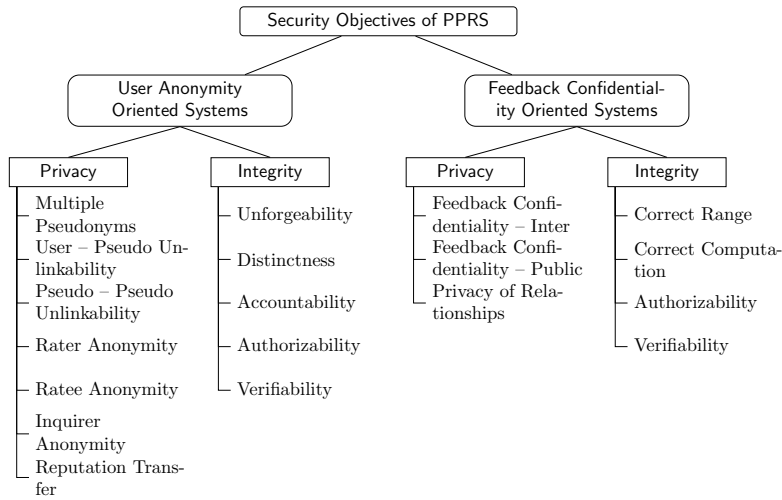 Security Objectives of PPRS
User Anonymity
Oriented Systems
Feedback Confidential-
ity Oriented Systems
Privacy
Multiple
Pseudonyms
User – Pseudo Un-
linkability
Pseudo – Pseudo
Unlinkability
Rater Anonymity
Ratee Anonymity
Inquirer
Anonymity
Reputation Trans-
fer
Integrity
Unforgeability
Distinctness
Accountability
Authorizability
Verifiability
Privacy
Feedback Confi-
dentiality – Inter
Feedback Confi-
dentiality – Public
Privacy of Rela-
tionships
Integrity
Correct Range
Correct Computa-
tion
Authorizability
Verifiability